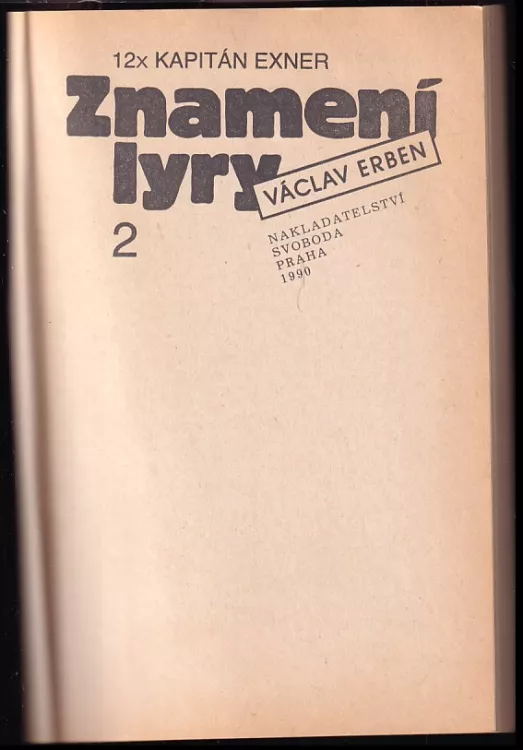 12x KAPITÁN EXNER
Znamení
lyry
VÁCLAV ERBEN
2
NAKLADATELSTVÍ
SVOBODA
PRAHA
1990